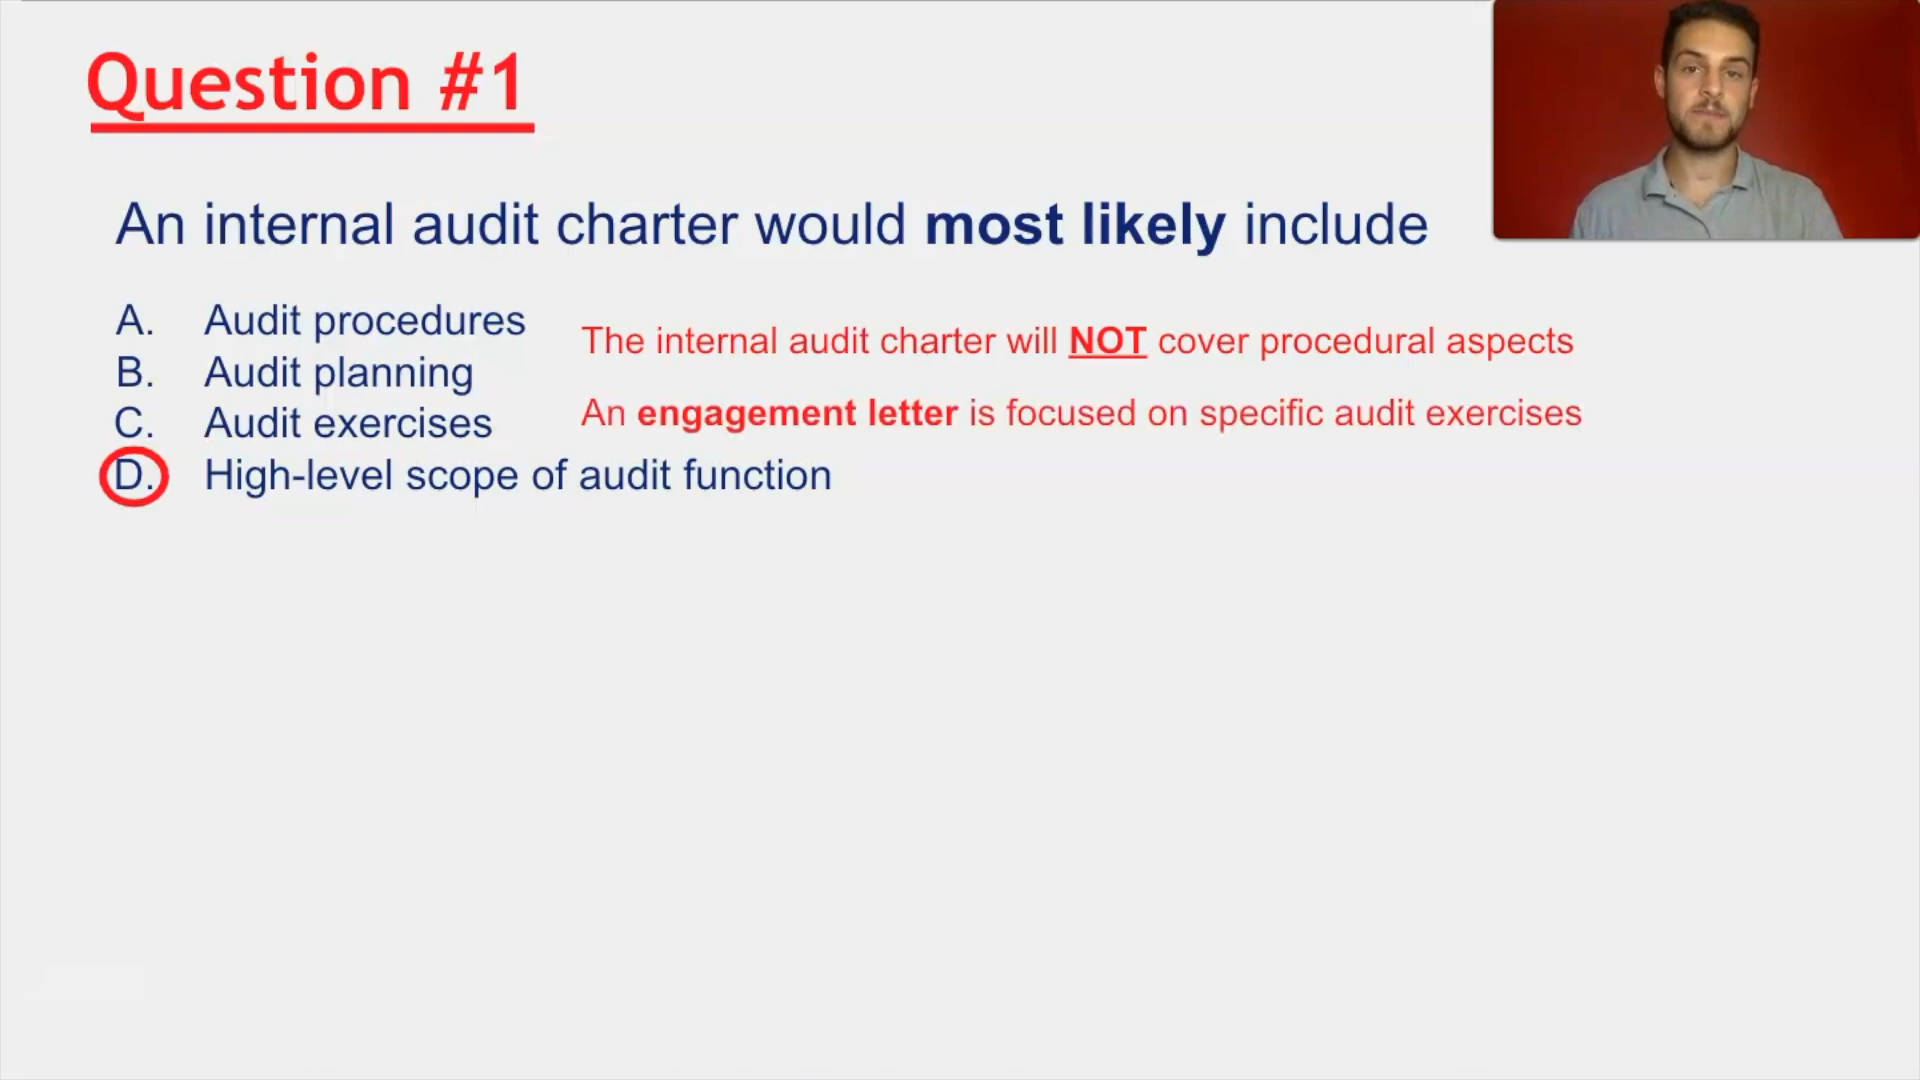 Question #1
An internal audit charter would most likely include
A. Audit procedures
The internal audit charter will NOT cover procedural aspects
B. Audit planning
C. Audit exercises
An engagement letter is focused on specific audit exercises
D. High-level scope of audit function